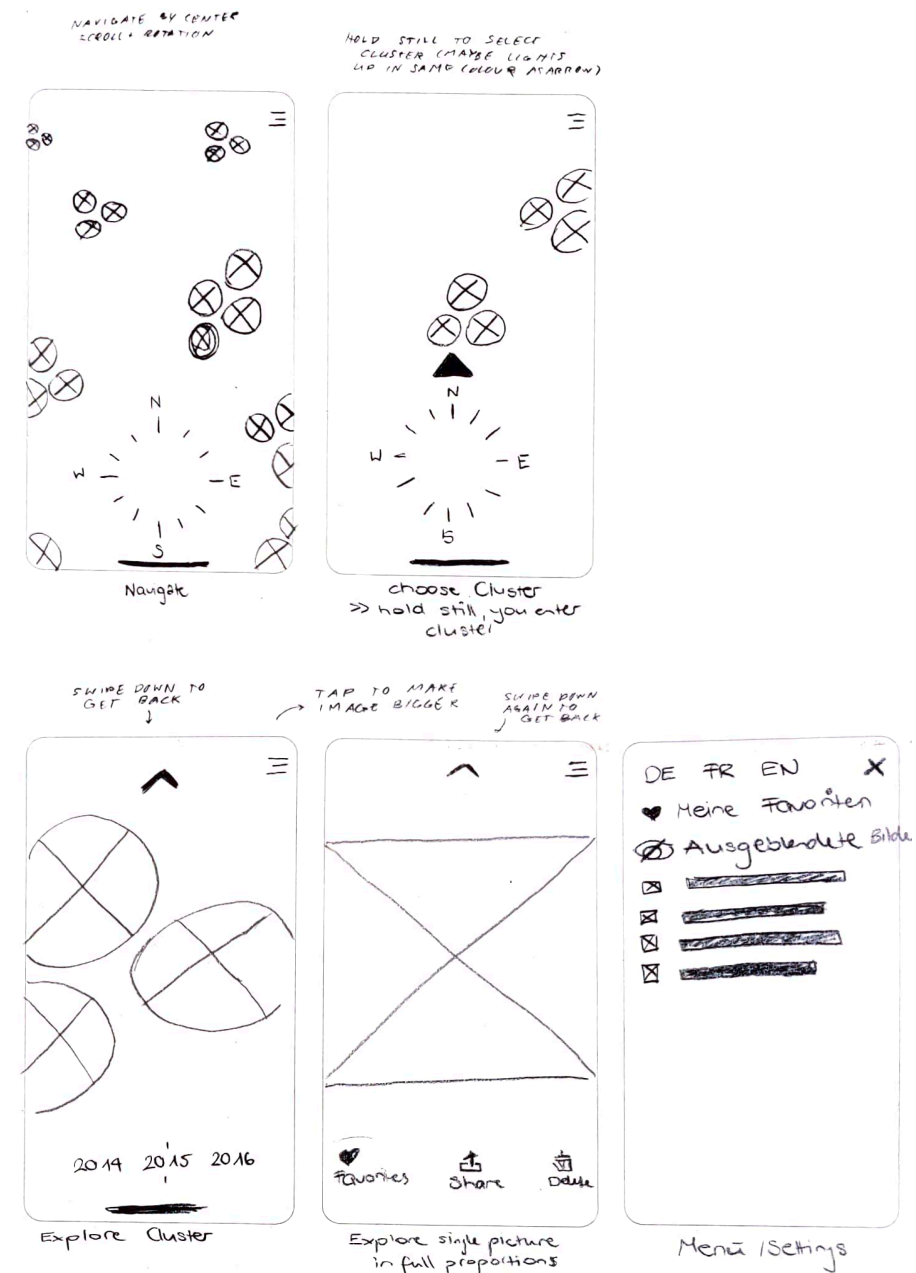 NAVIGATE BY CENTER
SCROLL + ROTATION
HOLD STILL TO SELECT
CLUSTER (MAYBE LIGHTS
UP IN SAME COLOUR AS ARROW)
N
W
E
S
Navigate
N
W
E
S
choose Cluster
>> hold still, you enter
cluster
SWIPE DOWN TO
GET BACK
TAP TO MAKE
IMAGE BIGGER
SWIPE DOWN
AGAIN TO
GET BACK
2014 2015 2016
Explore Cluster
Favorites
Share
Delete
Explore single picture
in full proportions
DE FR EN X
Meine Favoriten
Ausgeblendete Bilde
Menü / Settings